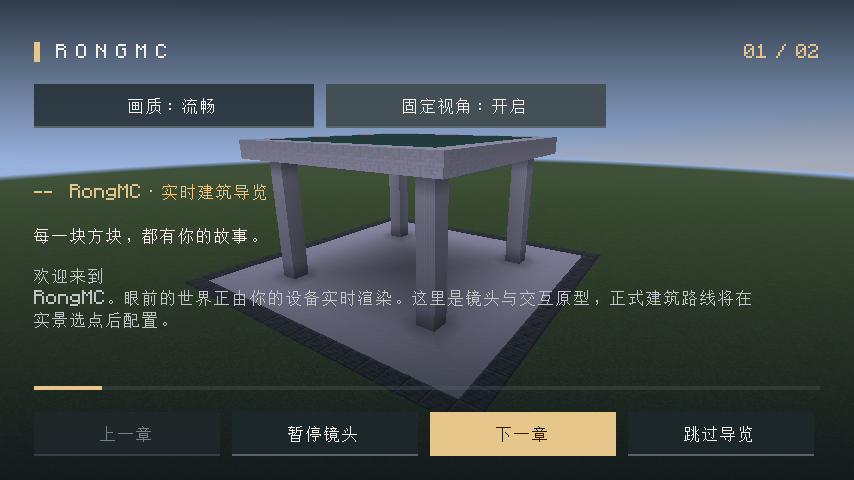 RONGMC
01 / 02
画质：流畅
固定视角：开启
-- RongMC · 实时建筑导览
每一块方块，都有你的故事。
欢迎来到
RongMC。眼前的世界正由你的设备实时渲染。这里是镜头与交互原型，正式建筑路线将在
实景选点后配置。
上一章
暂停镜头
下一章
跳过导览